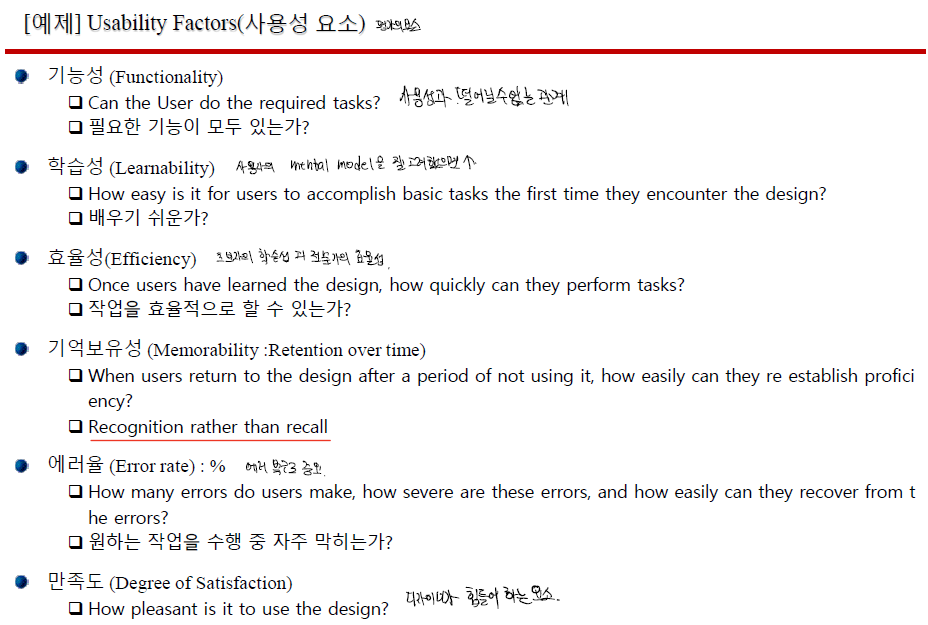 [예제] Usability Factors(사용성 요소) 평가의 요소
기능성 (Functionality)
Can the User do the required tasks? 사용성과 떨어질 수 없는 관계
필요한 기능이 모두 있는가?
학습성 (Learnability) 사용자의 mental model을 잘 고려했으면 ↑
How easy is it for users to accomplish basic tasks the first time they encounter the design?
배우기 쉬운가?
효율성(Efficiency) 초보자의 학습성 과 전문가의 효율성.
Once users have learned the design, how quickly can they perform tasks?
작업을 효율적으로 할 수 있는가?
기억보유성 (Memorability :Retention over time)
When users return to the design after a period of not using it, how easily can they re establish profici
ency?
Recognition rather than recall
에러율 (Error rate) : % 에러 복구 중요.
How many errors do users make, how severe are these errors, and how easily can they recover from t
he errors?
원하는 작업을 수행 중 자주 막히는가?
만족도 (Degree of Satisfaction)
How pleasant is it to use the design? 디자이너가 힘들어 하는 요소.